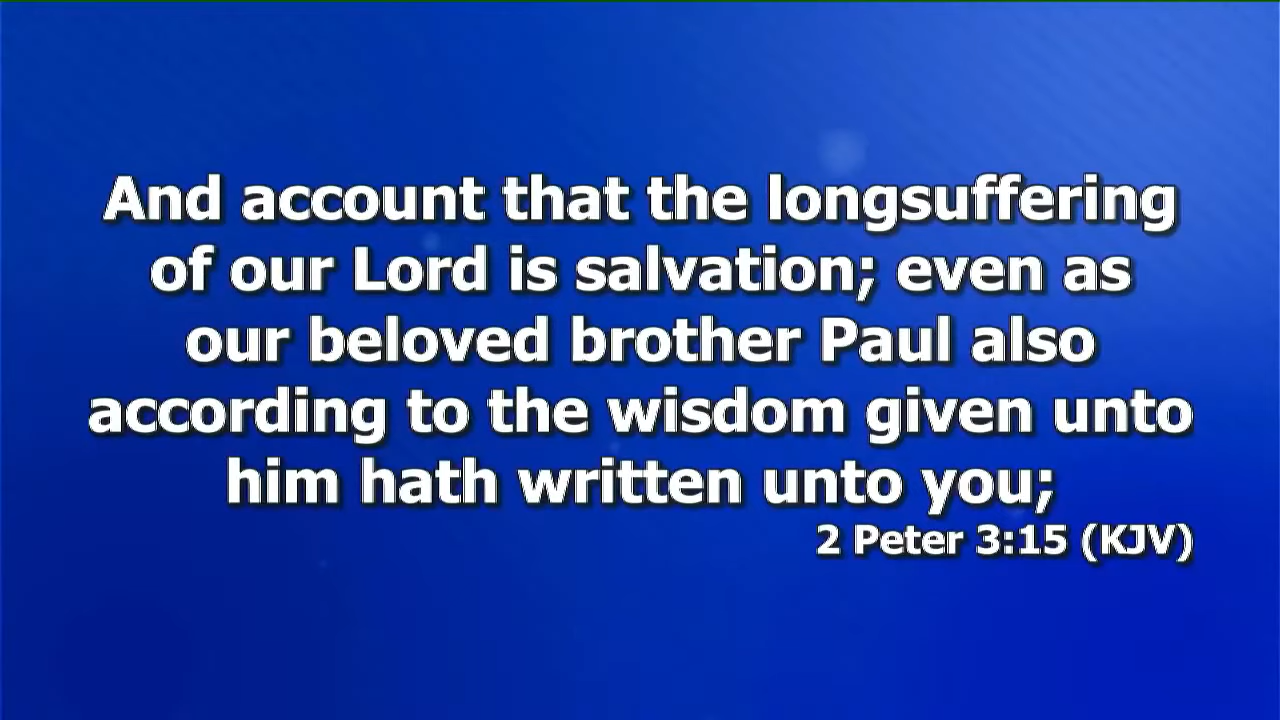 And account that the longsuffering
of our Lord is salvation; even as
our beloved brother Paul also
according to the wisdom given unto
him hath written unto you;
2 Peter 3:15 (KJV)